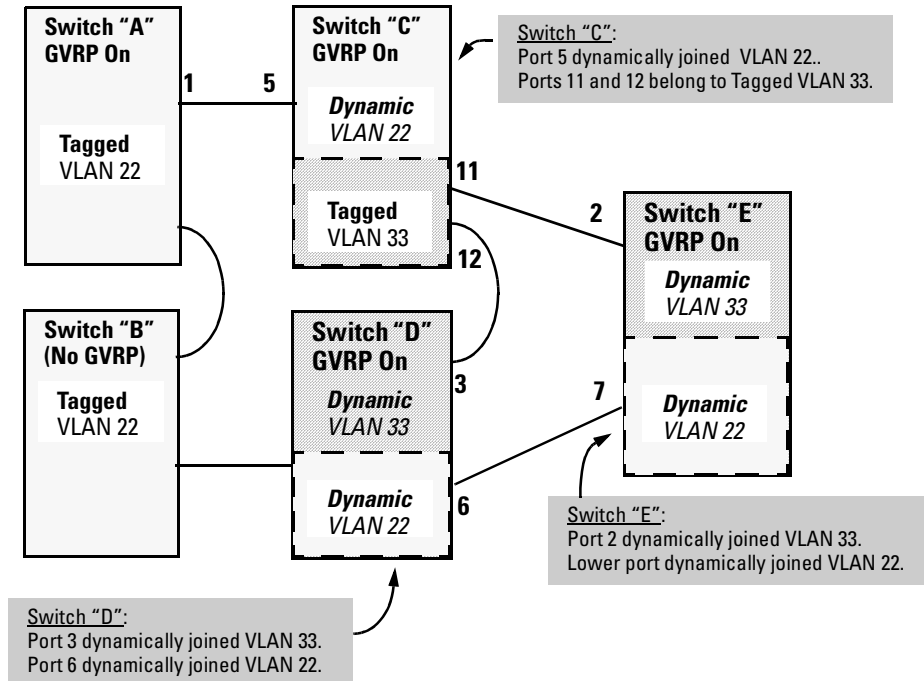 Switch “A”
GVRP On
1
Tagged
VLAN 22
5
Switch “C”
GVRP On
Dynamic
VLAN 22
Tagged
VLAN 33
11
12
Switch “C”:
Port 5 dynamically joined VLAN 22..
Ports 11 and 12 belong to Tagged VLAN 33.
2
Switch “E”
GVRP On
Dynamic
VLAN 33
7
Dynamic
VLAN 22
Switch “B”
(No GVRP)
Tagged
VLAN 22
Switch “D”
GVRP On
3
Dynamic
VLAN 33
Dynamic
VLAN 22
6
Switch “E”:
Port 2 dynamically joined VLAN 33.
Lower port dynamically joined VLAN 22.
Switch “D”:
Port 3 dynamically joined VLAN 33.
Port 6 dynamically joined VLAN 22.